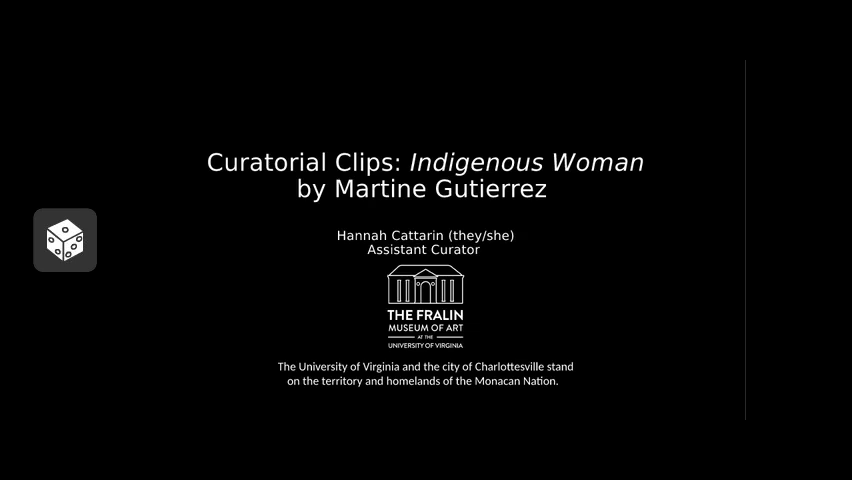 Curatorial Clips: Indigenous Woman
by Martine Gutierrez
Hannah Cattarin (they/she)
Assistant Curator
THE FRALIN
MUSEUM OF ART
AT THE
UNIVERSITY OF VIRGINIA
The University of Virginia and the city of Charlottesville stand
on the territory and homelands of the Monacan Nation.